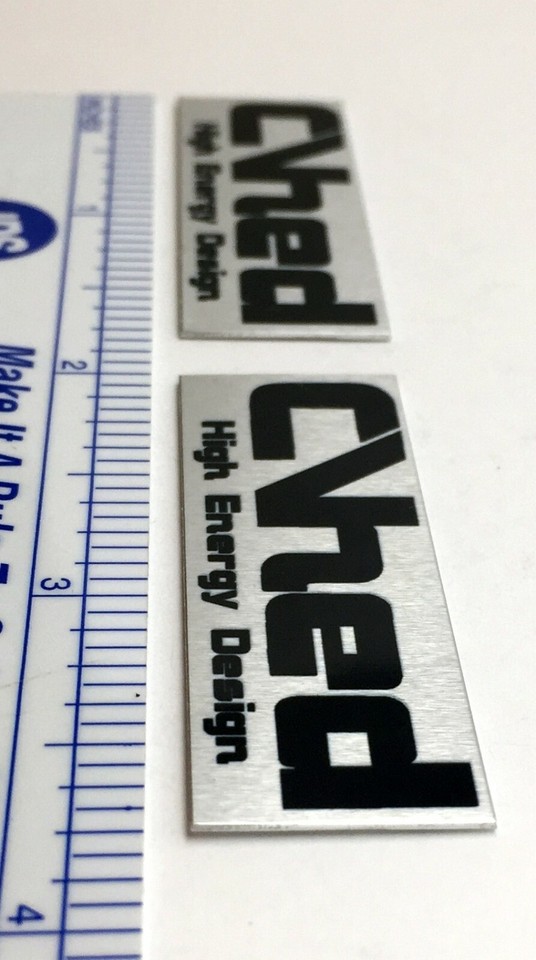 CVhed
High Energy Design
CVhed
High Energy Design
1
2
3
4
Make It A